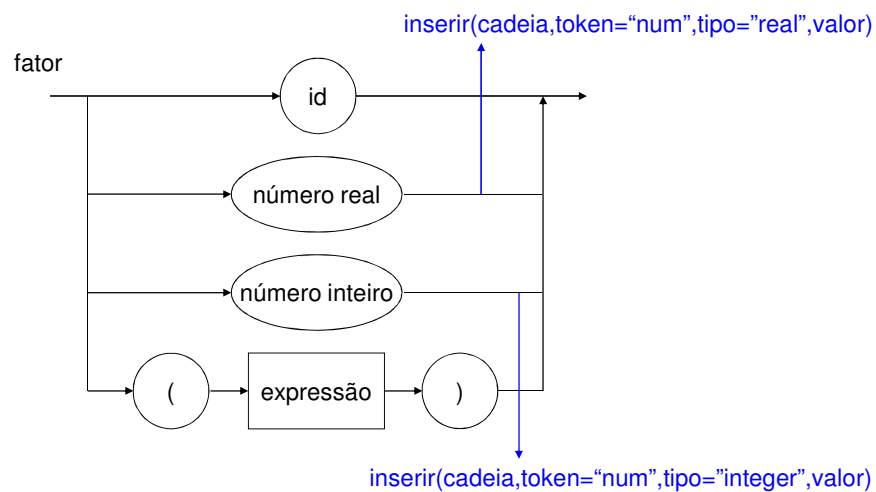 inserir(cadeia,token=“num”,tipo=”real”,valor)
fator
id
número real
número inteiro
( expressão )
inserir(cadeia,token=“num”,tipo=”integer”,valor)